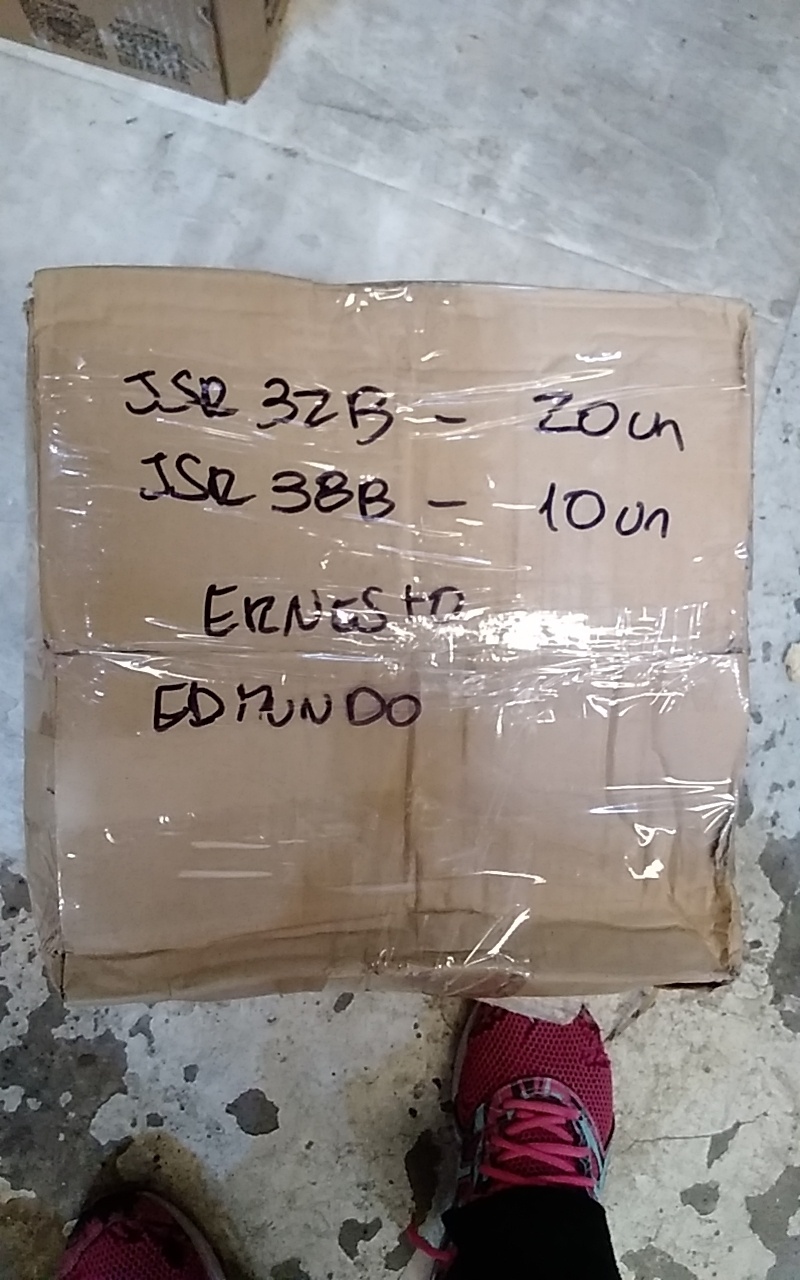 JSR 32B - 20un
JSR 38B - 10un
ERNESTO
EDMUNDO